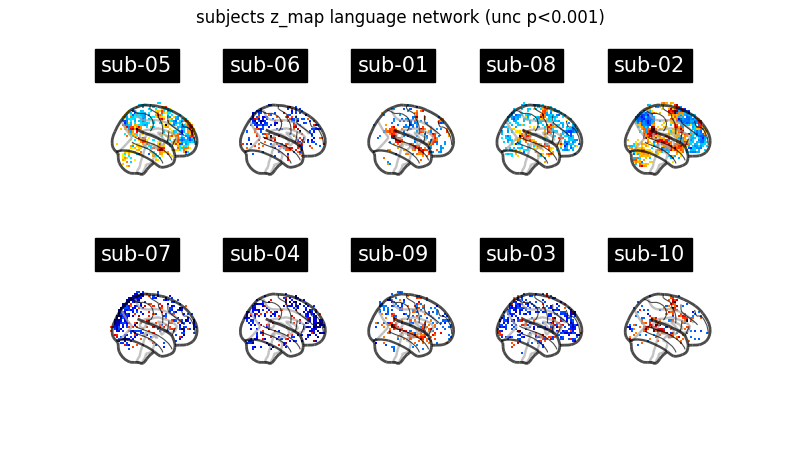 subjects z_map language network (unc p<0.001)
sub-05
sub-06
sub-01
sub-08
sub-02
sub-07
sub-04
sub-09
sub-03
sub-10